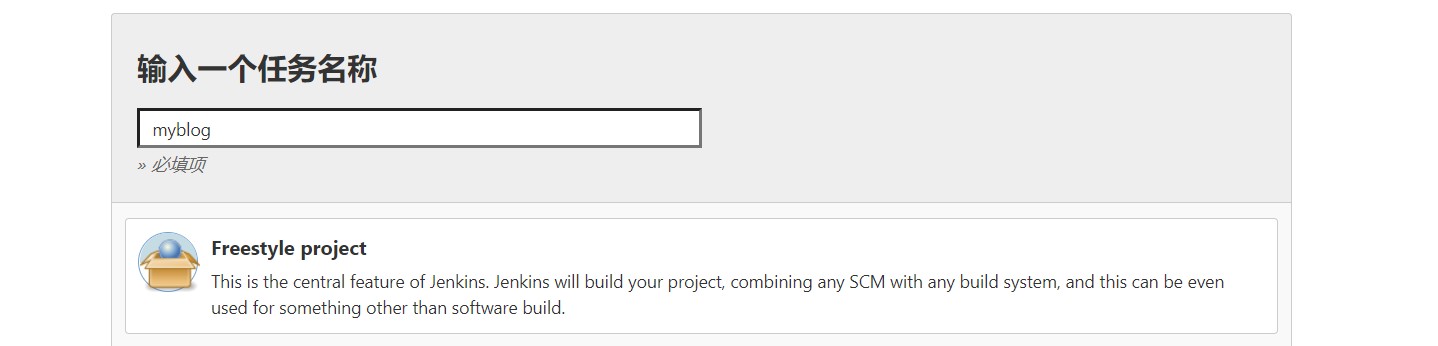 输入一个任务名称
myblog
» 必填项
Freestyle project
This is the central feature of Jenkins. Jenkins will build your project, combining any SCM with any build system, and this can be even
used for something other than software build.